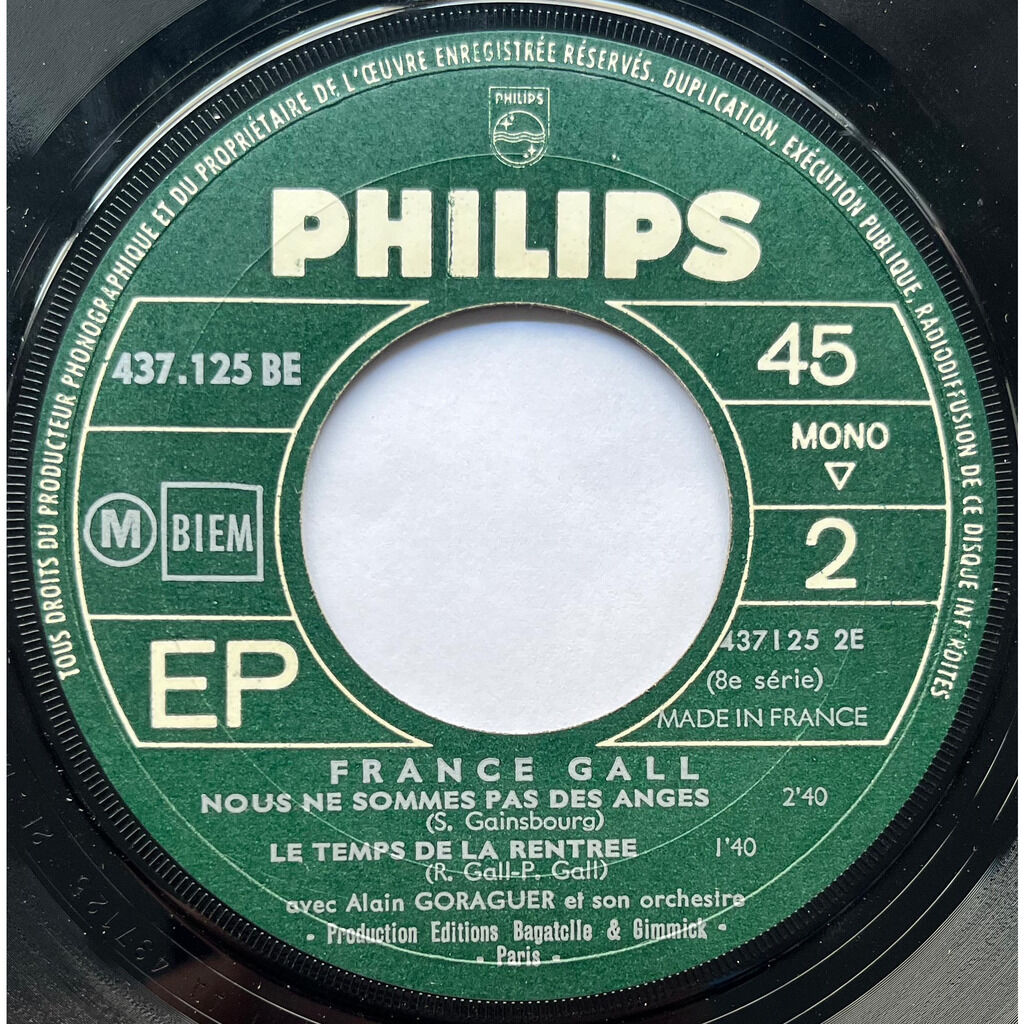 TOUS DROITS DU PRODUCTEUR PHONOGRAPHIQUE ET DU PROPRIÉTAIRE DE L'ŒUVRE ENREGISTRÉE RÉSERVÉS. DUPLICATION, EXÉCUTION PUBLIQUE, RADIODIFFUSION DE CE DISQUE INTERDITES
PHILIPS
PHILIPS
437.125 BE
45
MONO
M BIEM
2
EP
437125 2E
(8e série)
MADE IN FRANCE
FRANCE GALL
NOUS NE SOMMES PAS DES ANGES 2'40
(S. Gainsbourg)
LE TEMPS DE LA RENTREE 1'40
(R. Gall-P. Gall)
avec Alain GORAGUER et son orchestre
- Production Editions Bagatelle & Gimmick -
- Paris -